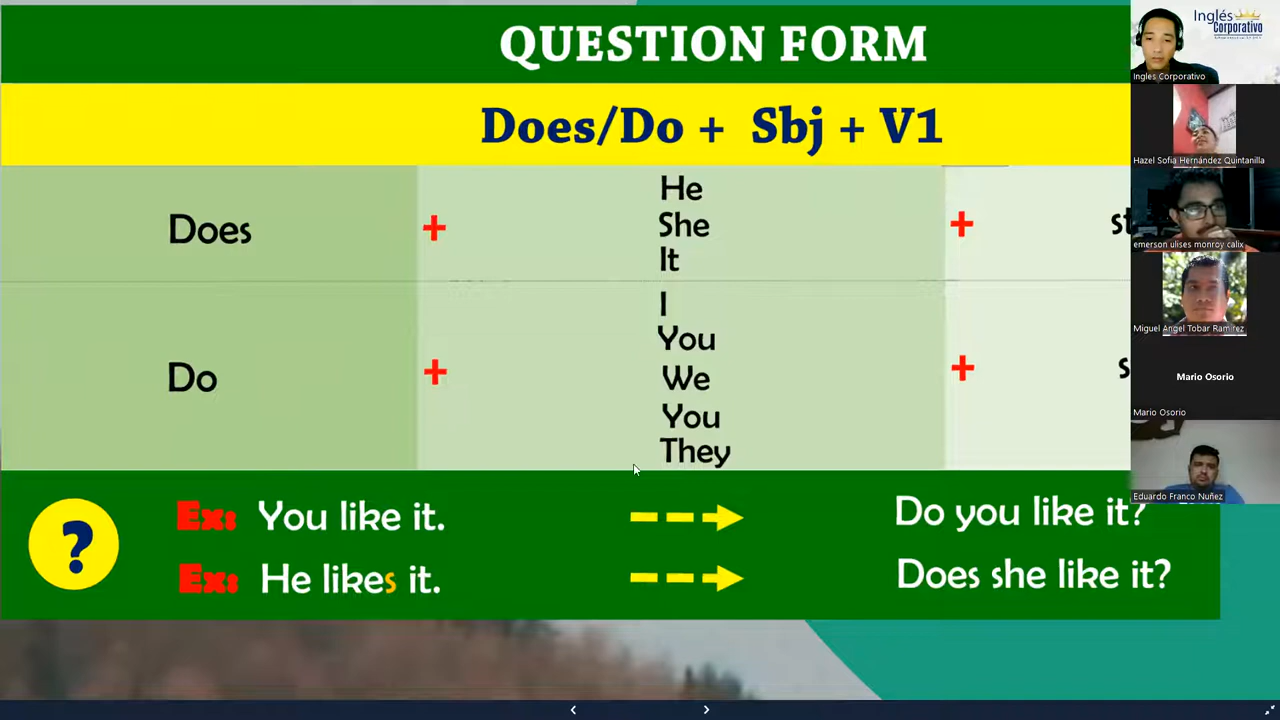 QUESTION FORM
Does/Do + Sbj + V1
Does
+
He
She
It
+
st
Do
+
I
You
We
You
They
+
s
?
Ex: You like it.
Do you like it?
Ex: He likes it.
Does she like it?
Inglés
Corporativo
Ingles Corporativo
Hazel Sofia Hernández Quintanilla
emerson ulises monroy calix
Miguel Angel Tobar Ramirez
Mario Osorio
Mario Osorio
Eduardo Franco Nuñez